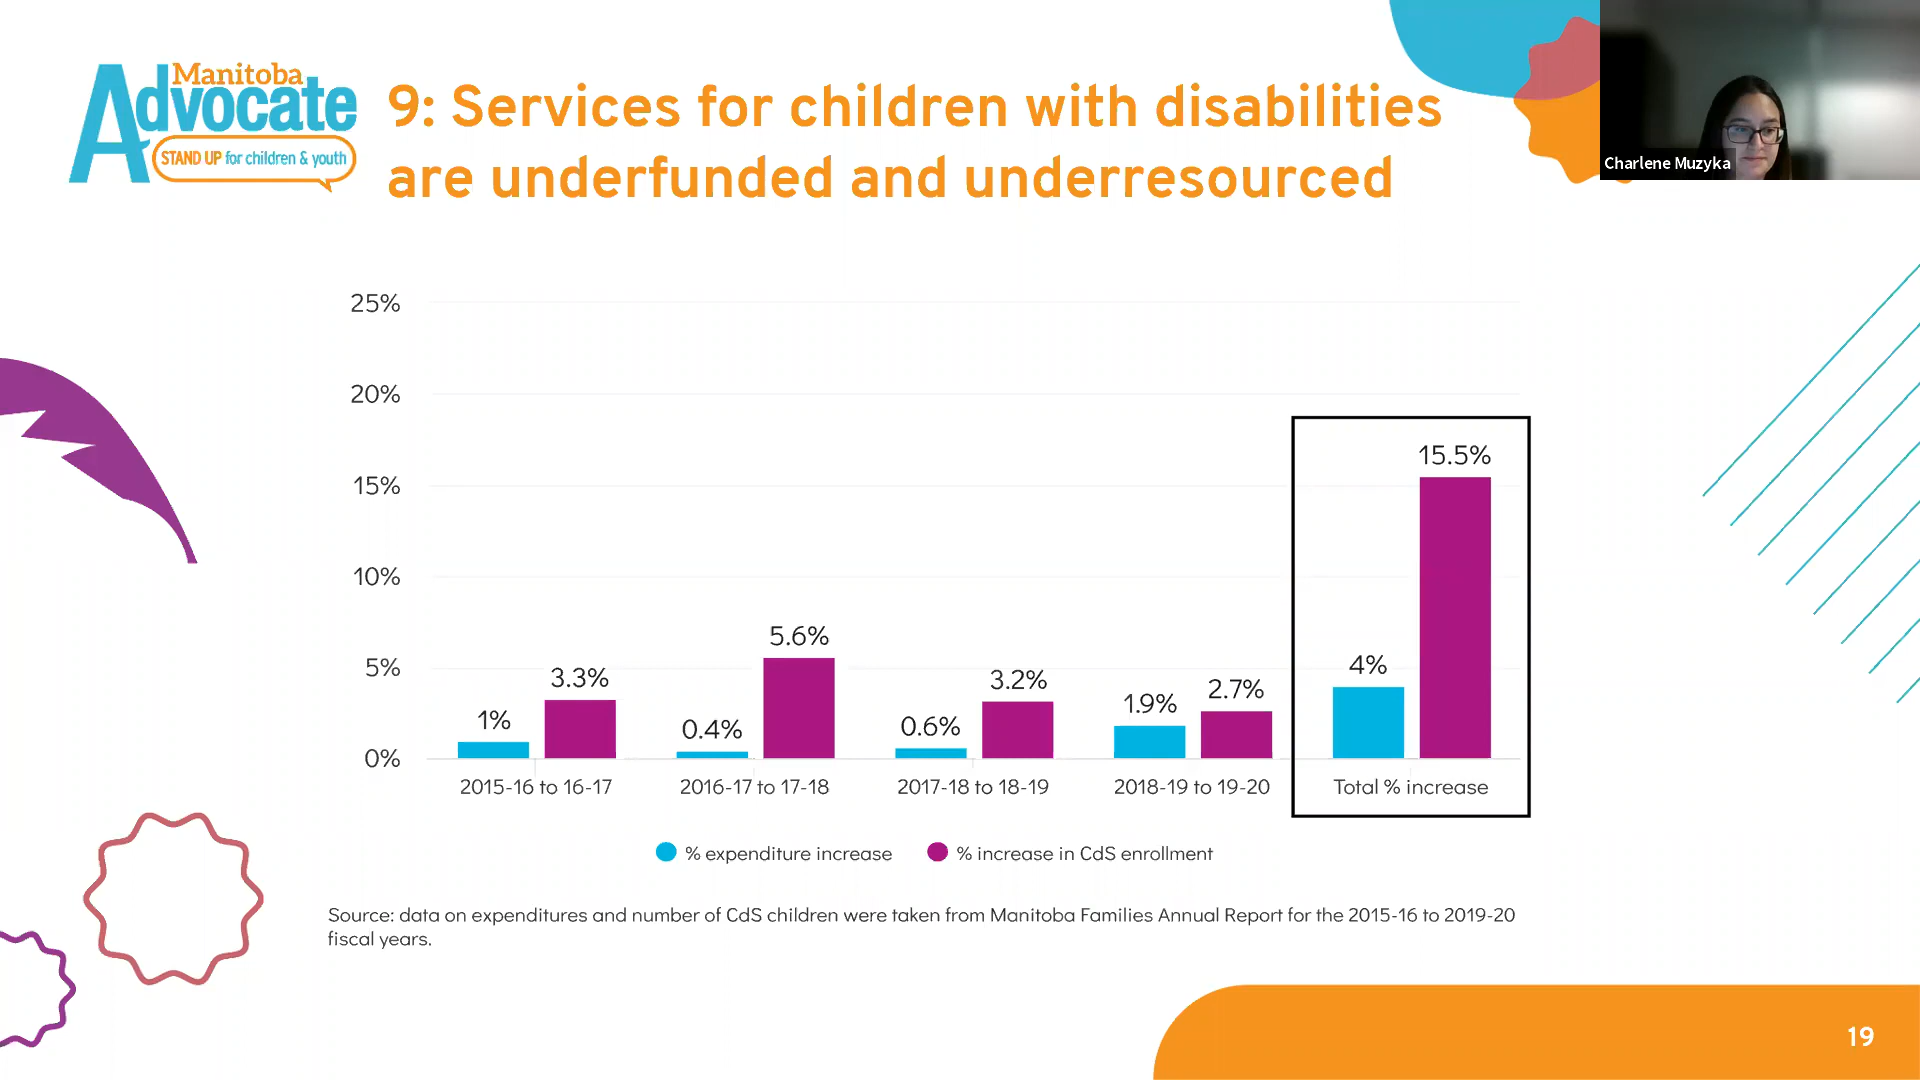 Manitoba
Advocate
STAND UP for children & youth
9: Services for children with disabilities
are underfunded and underresourced
Charlene Muzyka
25%
20%
15%
10%
5%
0%
1%
3.3%
0.4%
5.6%
0.6%
3.2%
1.9%
2.7%
4%
15.5%
2015-16 to 16-17
2016-17 to 17-18
2017-18 to 18-19
2018-19 to 19-20
Total % increase
% expenditure increase
% increase in CdS enrollment
Source: data on expenditures and number of CdS children were taken from Manitoba Families Annual Report for the 2015-16 to 2019-20
fiscal years.
19